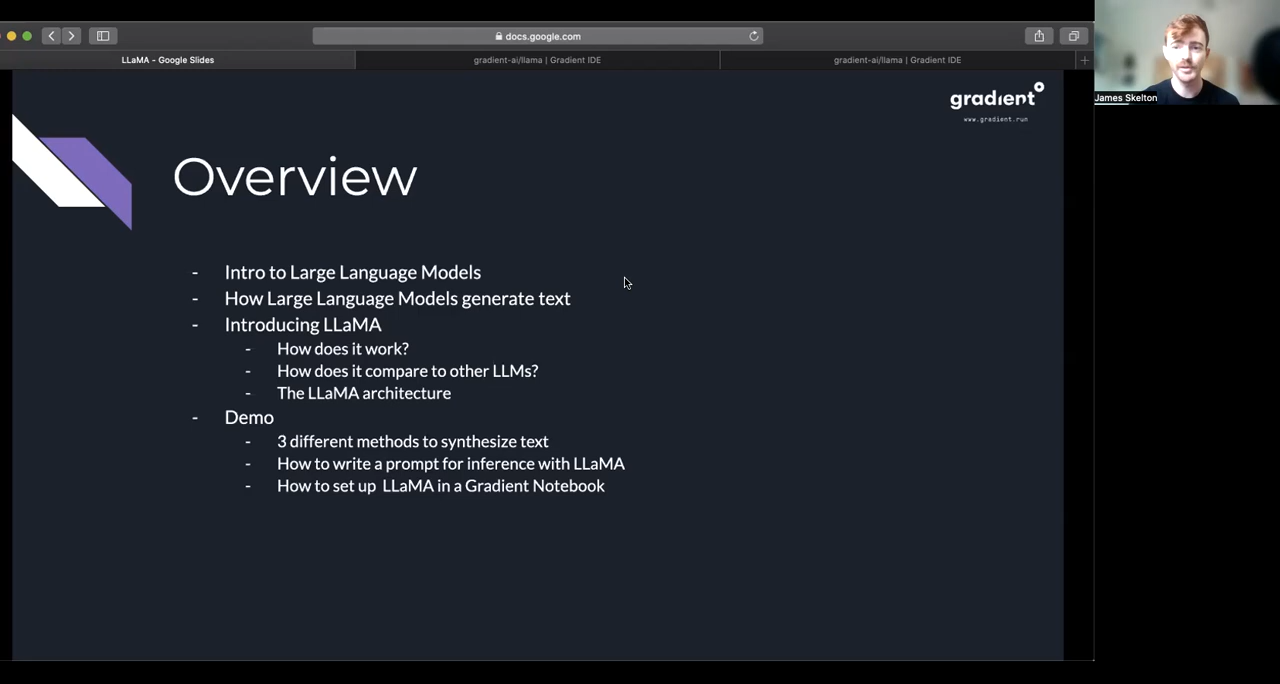 docs.google.com
LLaMA - Google Slides
gradient-ai/llama | Gradient IDE
gradient-ai/llama | Gradient IDE
James Skelton
gradient
www.gradient.run
Overview
- Intro to Large Language Models
- How Large Language Models generate text
- Introducing LLaMA
- How does it work?
- How does it compare to other LLMs?
- The LLaMA architecture
- Demo
- 3 different methods to synthesize text
- How to write a prompt for inference with LLaMA
- How to set up LLaMA in a Gradient Notebook